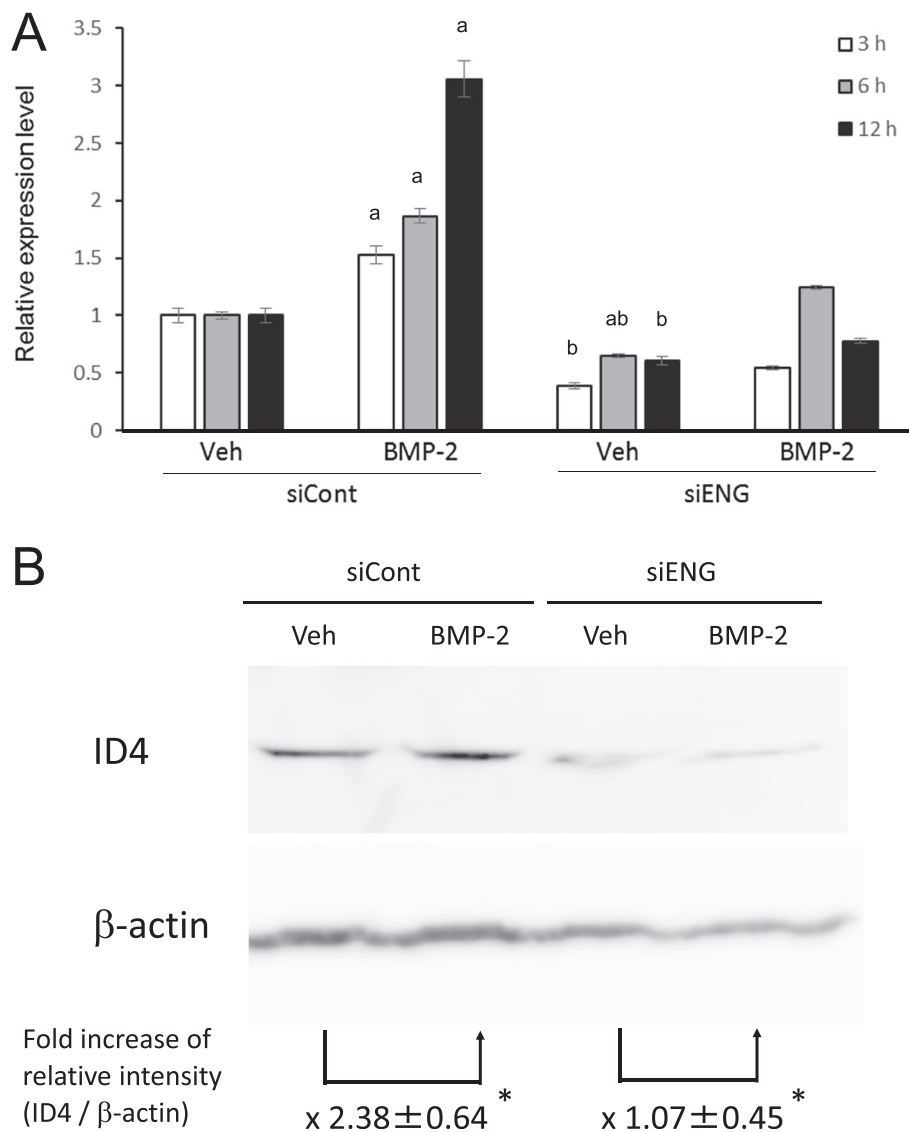 A
Relative expression level
3.5
3
2.5
2
1.5
1
0.5
0
a
a
a
b
ab
b
3 h
6 h
12 h
Veh
BMP-2
Veh
BMP-2
siCont
siENG
B
siCont
siENG
Veh
BMP-2
Veh
BMP-2
ID4
β-actin
Fold increase of
relative intensity
(ID4 / β-actin)
x 2.38±0.64 *
x 1.07±0.45 *